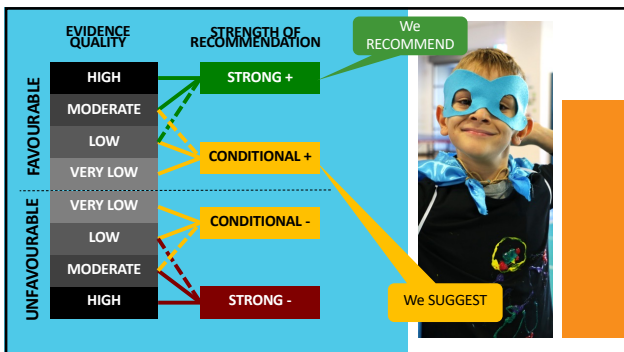 EVIDENCE
QUALITY
STRENGTH OF
RECOMMENDATION
We
RECOMMEND
FAVOURABLE
HIGH
STRONG +
MODERATE
LOW
CONDITIONAL +
VERY LOW
UNFAVOURABLE
VERY LOW
CONDITIONAL -
LOW
MODERATE
HIGH
STRONG -
We SUGGEST